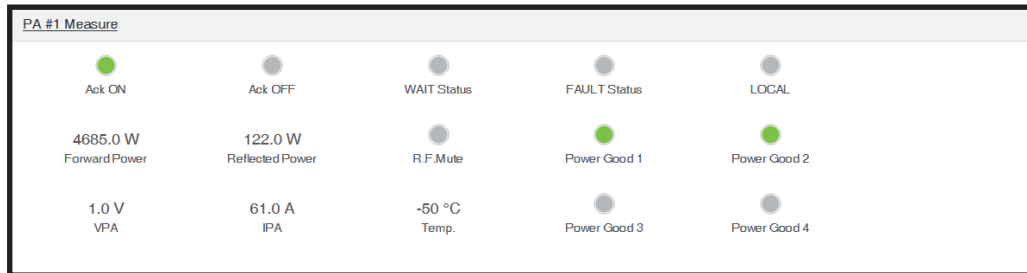 PA #1 Measure
Ack ON Ack OFF WAIT Status FAULT Status LOCAL
4685.0 W 122.0 W
Forward Power Reflected Power R.F.Mute Power Good 1 Power Good 2
1.0 V 61.0 A -50 °C
VPA IPA Temp. Power Good 3 Power Good 4